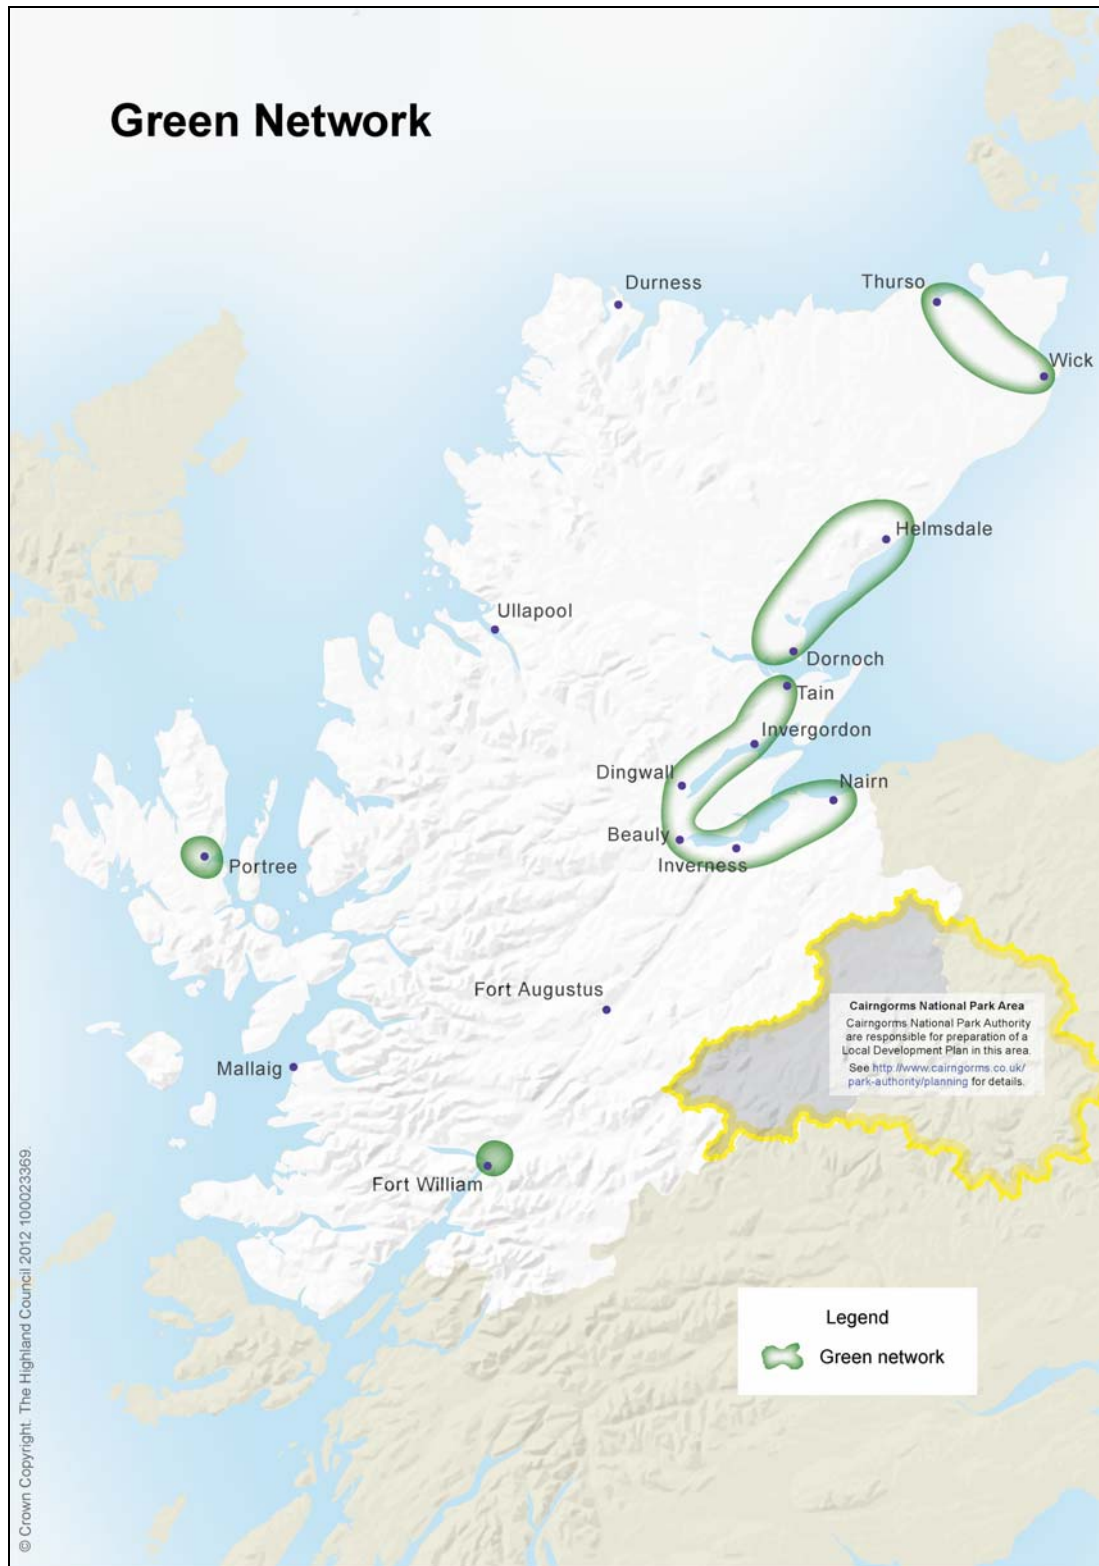 Green Network
Durness
Thurso
Wick
Helmsdale
Ullapool
Dornoch
Tain
Invergordon
Dingwall
Nairn
Beauly
Inverness
Portree
Fort Augustus
Cairngorms National Park Area
Cairngorms National Park Authority
are responsible for preparation of a
Local Development Plan in this area.
See http://www.cairngorms.co.uk/
park-authority/planning for details.
Mallaig
Fort William
Legend
Green network
© Crown Copyright. The Highland Council 2012 100023369.